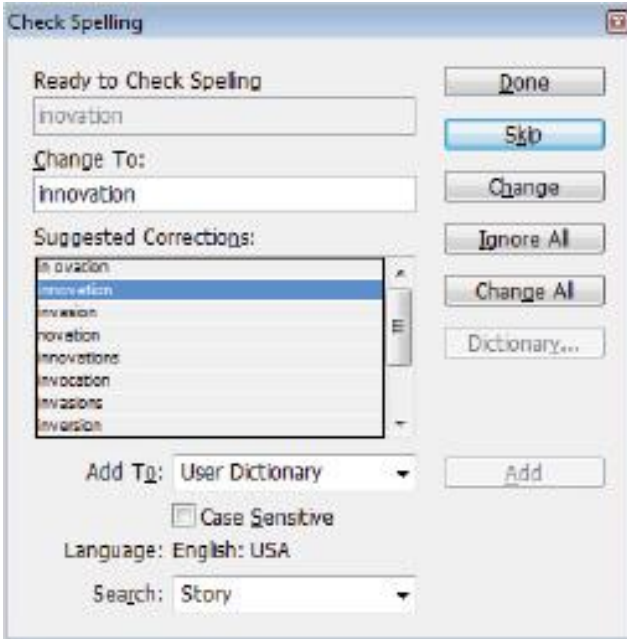 Check Spelling
Ready to Check Speling
inovation
Change To:
innovation
Suggested Corrections:
in ovation
innovation
invasion
novation
innovations
invocation
invasions
inversion
Add To: User Dictionary
Case Sensitive
Language: English: USA
Search: Story
Done
Skip
Change
Ignore All
Change All
Dictionary...
Add